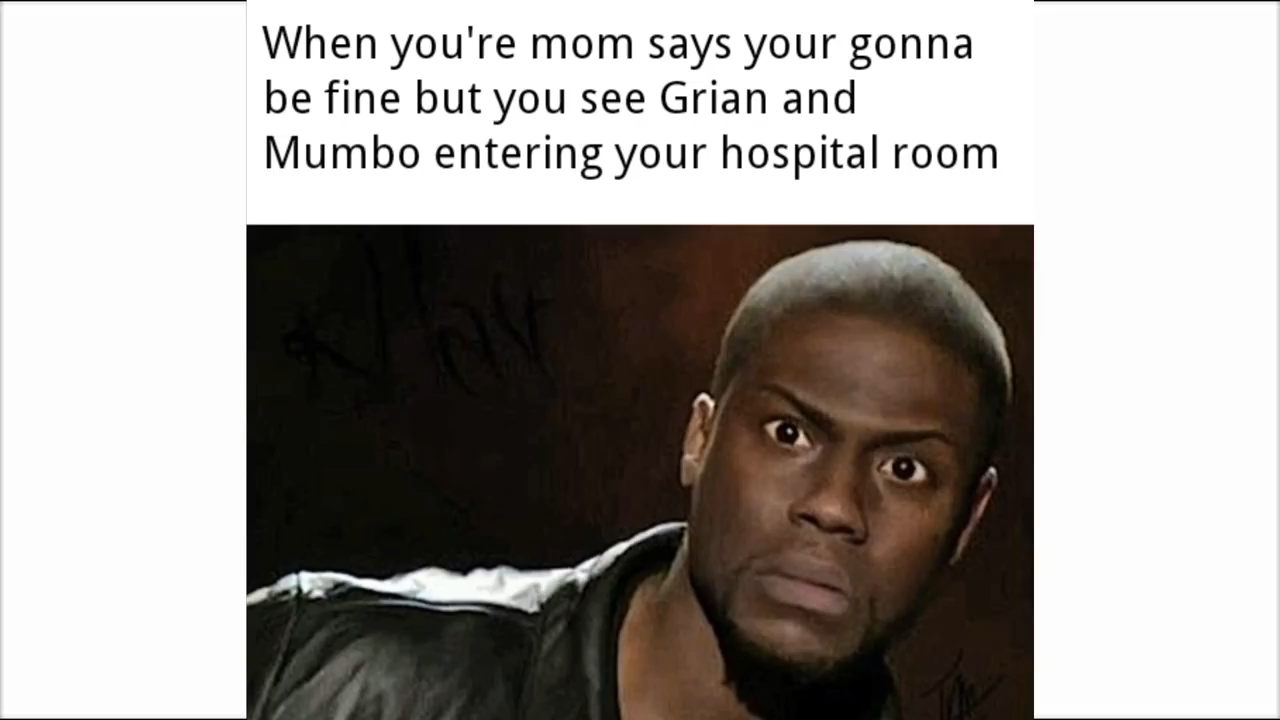 When you're mom says your gonna
be fine but you see Grian and
Mumbo entering your hospital room